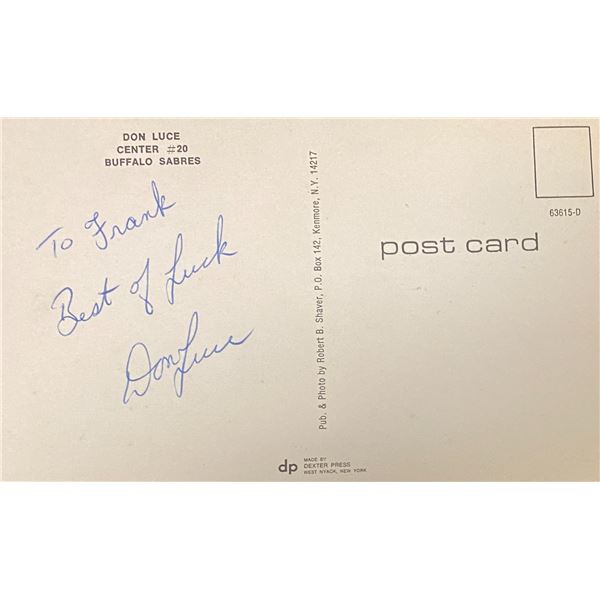 DON LUCE
CENTER #20
BUFFALO SABRES
To Frank
Best of Luck
Don Luce
Pub. & Photo by Robert B. Shaver, P.O. Box 142, Kenmore, N.Y. 14217
63615-D
post card
dp
MADE BY
DEXTER PRESS
WEST NYACK, NEW YORK